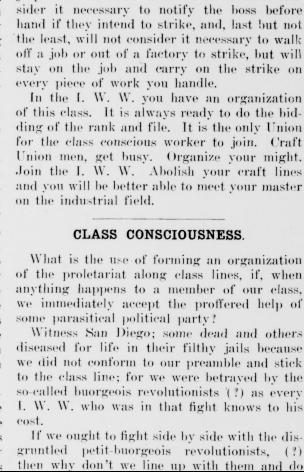 sider it necessary to notify the boss before
hand if they intend to strike, and, last but not
the least, will not consider it necessary to walk
off a job or out of a factory to strike, but will
stay on the job and carry on the strike on
every piece of work you handle.
In the I. W. W. you have an organization
of this class. It is always ready to do the bid-
ding of the rank and file. It is the only Union
for the class conscious worker to join. Craft
Union men, get busy. Organize your might.
Join the I. W. W. Abolish your craft lines
and you will be better able to meet your master
on the industrial field.
CLASS CONSCIOUSNESS.
What is the use of forming an organization
of the proletariat along class lines, if, when
anything happens to a member of our class,
we immediately accept the proffered help of
some parasitical political party?
Witness San Diego; some dead and others
diseased for life in their filthy jails because
we did not conform to our preamble and stick
to the class line; for we were betrayed by the
so-called buorgeois revolutionists (?) as every
I. W. W. who was in that fight knows to his
cost.
If we ought to fight side by side with the dis-
gruntled petit-buorgeois revolutionists, (?)
then why don't we line up with them and do